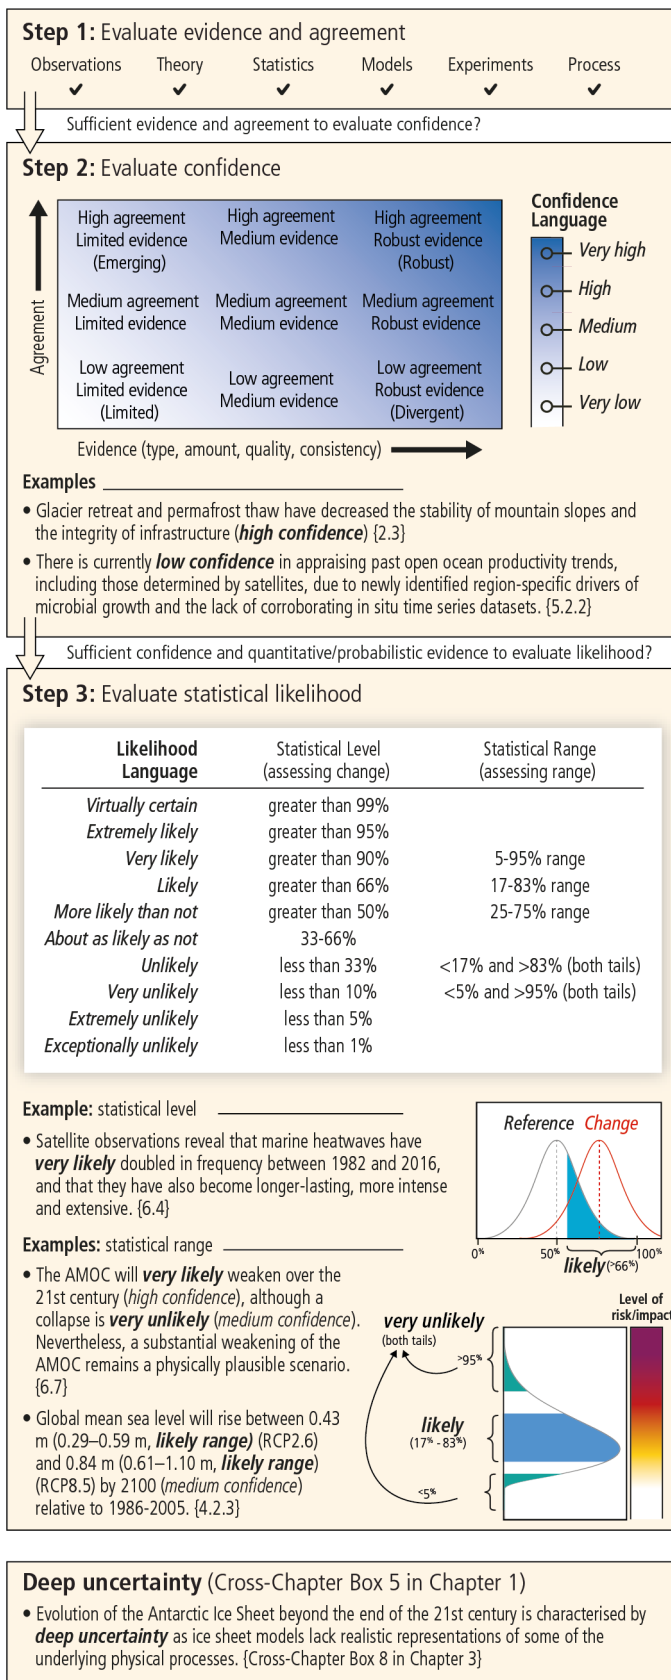 Step 1: Evaluate evidence and agreement
Observations Theory Statistics Models Experiments Process
Sufficient evidence and agreement to evaluate confidence?
Step 2: Evaluate confidence
Agreement
High agreement
Limited evidence
(Emerging)
High agreement
Medium evidence
High agreement
Robust evidence
(Robust)
Medium agreement
Limited evidence
Medium agreement
Medium evidence
Medium agreement
Robust evidence
Low agreement
Limited evidence
(Limited)
Low agreement
Medium evidence
Low agreement
Robust evidence
(Divergent)
Evidence (type, amount, quality, consistency)
Confidence
Language
Very high
High
Medium
Low
Very low
Examples
• Glacier retreat and permafrost thaw have decreased the stability of mountain slopes and
the integrity of infrastructure (high confidence) {2.3}
• There is currently low confidence in appraising past open ocean productivity trends,
including those determined by satellites, due to newly identified region-specific drivers of
microbial growth and the lack of corroborating in situ time series datasets. {5.2.2}
Sufficient confidence and quantitative/probabilistic evidence to evaluate likelihood?
Step 3: Evaluate statistical likelihood
Likelihood Statistical Level Statistical Range
Language (assessing change) (assessing range)
Virtually certain greater than 99%
Extremely likely greater than 95%
Very likely greater than 90% 5-95% range
Likely greater than 66% 17-83% range
More likely than not greater than 50% 25-75% range
About as likely as not 33-66%
Unlikely less than 33% <17% and >83% (both tails)
Very unlikely less than 10% <5% and >95% (both tails)
Extremely unlikely less than 5%
Exceptionally unlikely less than 1%
Example: statistical level
• Satellite observations reveal that marine heatwaves have
very likely doubled in frequency between 1982 and 2016,
and that they have also become longer-lasting, more intense
and extensive. {6.4}
Reference Change
0% 50% 100%
likely (>66%)
Examples: statistical range
• The AMOC will very likely weaken over the
21st century (high confidence), although a
collapse is very unlikely (medium confidence).
Nevertheless, a substantial weakening of the
AMOC remains a physically plausible scenario.
{6.7}
• Global mean sea level will rise between 0.43
m (0.29–0.59 m, likely range) (RCP2.6)
and 0.84 m (0.61–1.10 m, likely range)
(RCP8.5) by 2100 (medium confidence)
relative to 1986-2005. {4.2.3}
Level of
risk/impact
very unlikely
(both tails)
>95%
likely
(17% - 83%)
<5%
Deep uncertainty (Cross-Chapter Box 5 in Chapter 1)
• Evolution of the Antarctic Ice Sheet beyond the end of the 21st century is characterised by
deep uncertainty as ice sheet models lack realistic representations of some of the
underlying physical processes. {Cross-Chapter Box 8 in Chapter 3}